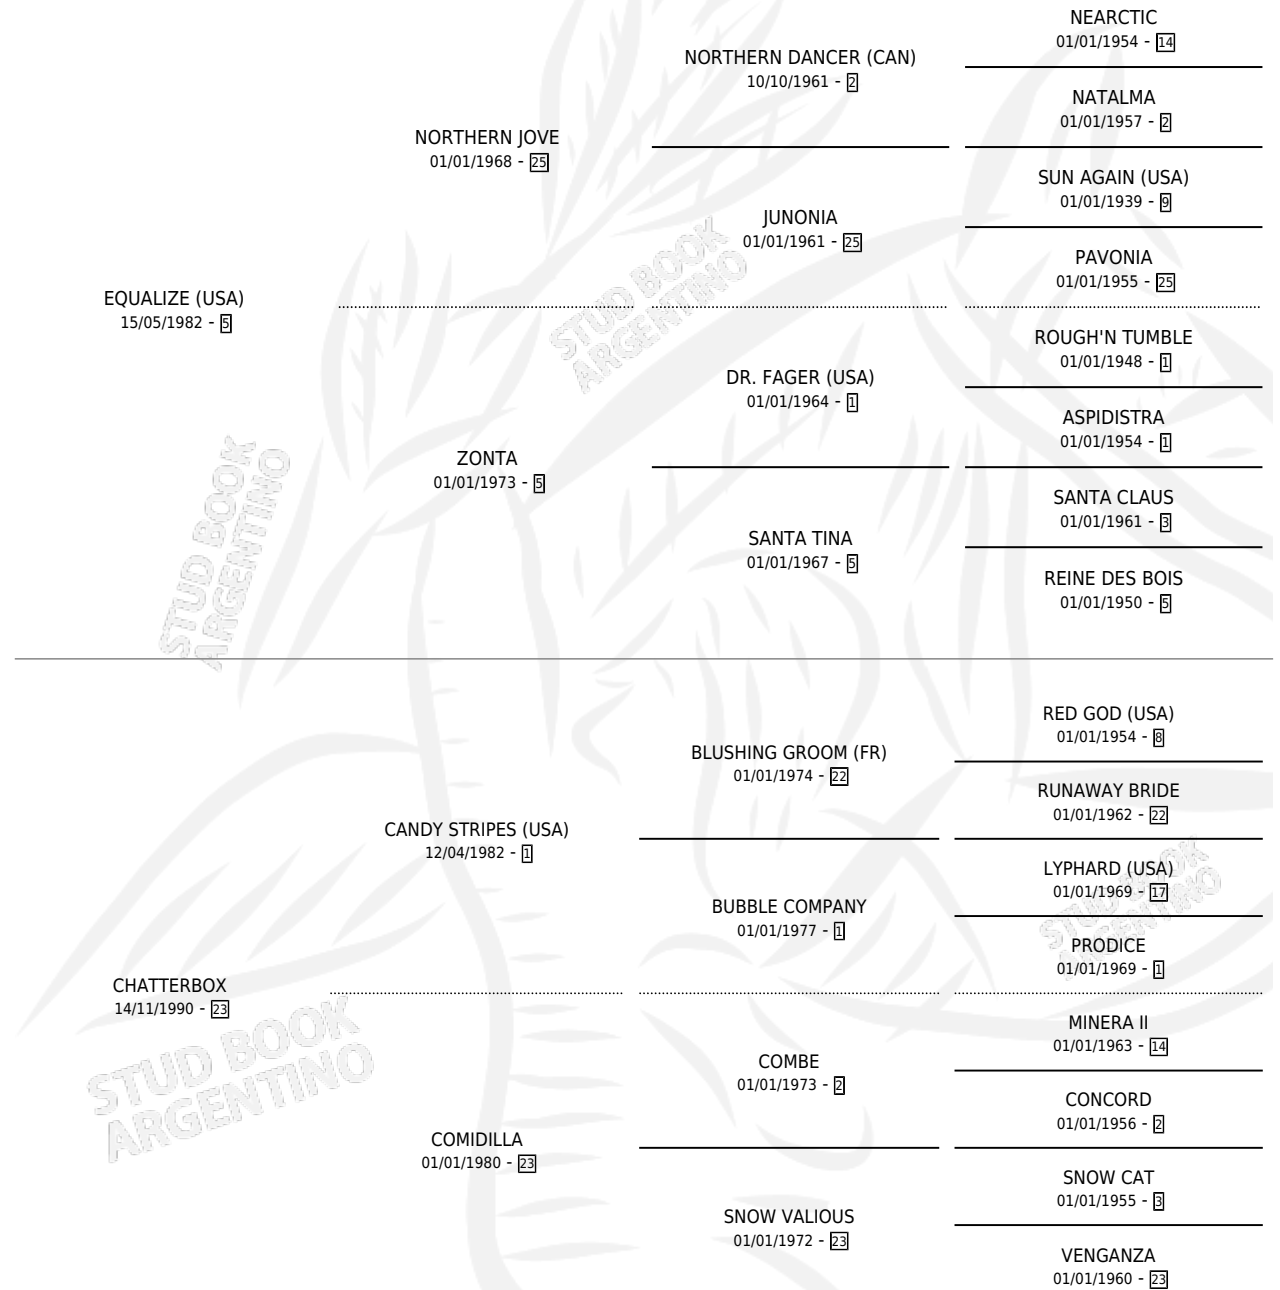 NEARCTIC
01/01/1954 - 14
NORTHERN DANCER (CAN)
10/10/1961 - 2
NATALMA
01/01/1957 - 2
NORTHERN JOVE
01/01/1968 - 25
SUN AGAIN (USA)
01/01/1939 - 9
JUNONIA
01/01/1961 - 25
PAVONIA
01/01/1955 - 25
STUD BOOK
ARGENTINO
EQUALIZE (USA)
15/05/1982 - 5
ROUGH'N TUMBLE
01/01/1948 - 1
DR. FAGER (USA)
01/01/1964 - 1
ASPIDISTRA
01/01/1954 - 1
ZONTA
01/01/1973 - 5
SANTA CLAUS
01/01/1961 - 3
SANTA TINA
01/01/1967 - 5
REINE DES BOIS
01/01/1950 - 5
STUD BOOK
ARGENTINO
RED GOD (USA)
01/01/1954 - 8
BLUSHING GROOM (FR)
01/01/1974 - 22
RUNAWAY BRIDE
01/01/1962 - 22
CANDY STRIPES (USA)
12/04/1982 - 1
LYPHARD (USA)
01/01/1969 - 17
BUBBLE COMPANY
01/01/1977 - 1
PRODICE
01/01/1969 - 1
STUD BOOK
ARGENTINO
CHATTERBOX
14/11/1990 - 23
MINERA II
01/01/1963 - 14
COMBE
01/01/1973 - 2
CONCORD
01/01/1956 - 2
STUD BOOK
ARGENTINO
COMIDILLA
01/01/1980 - 23
SNOW CAT
01/01/1955 - 3
SNOW VALIOUS
01/01/1972 - 23
VENGANZA
01/01/1960 - 23